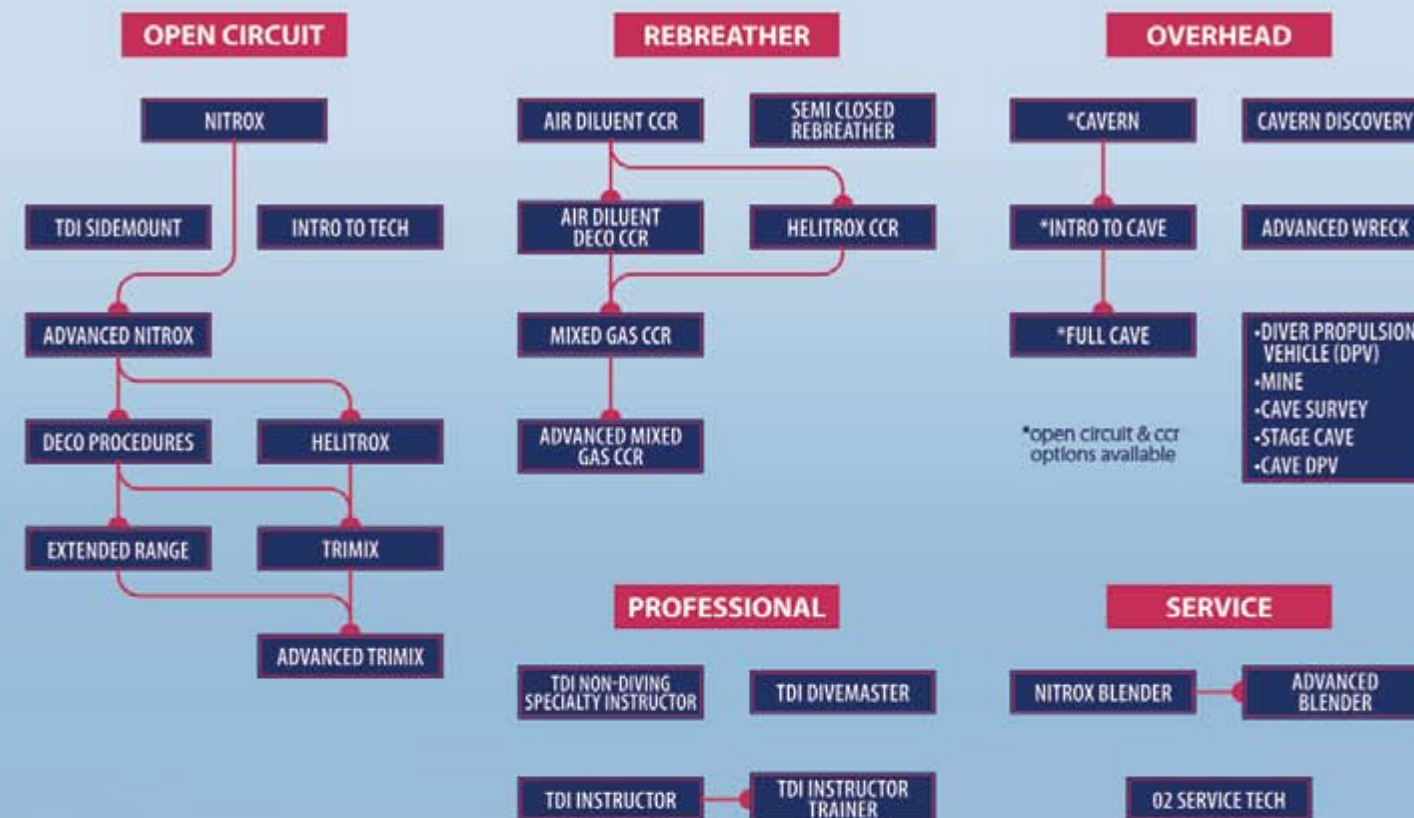 OPEN CIRCUIT
NITROX
TDI SIDEMOUNT
INTRO TO TECH
ADVANCED NITROX
DECO PROCEDURES
HELITROX
EXTENDED RANGE
TRIMIX
ADVANCED TRIMIX
REBREATHER
AIR DILUENT CCR
SEMI CLOSED
REBREATHER
AIR DILUENT
DECO CCR
HELITROX CCR
MIXED GAS CCR
ADVANCED MIXED
GAS CCR
OVERHEAD
*CAVERN
CAVERN DISCOVERY
*INTRO TO CAVE
ADVANCED WRECK
*FULL CAVE
•DIVER PROPULSION
VEHICLE (DPV)
•MINE
•CAVE SURVEY
•STAGE CAVE
•CAVE DPV
*open circuit & ccr
options available
PROFESSIONAL
TDI NON-DIVING
SPECIALTY INSTRUCTOR
TDI DIVEMASTER
TDI INSTRUCTOR
TDI INSTRUCTOR
TRAINER
SERVICE
NITROX BLENDER
ADVANCED
BLENDER
02 SERVICE TECH